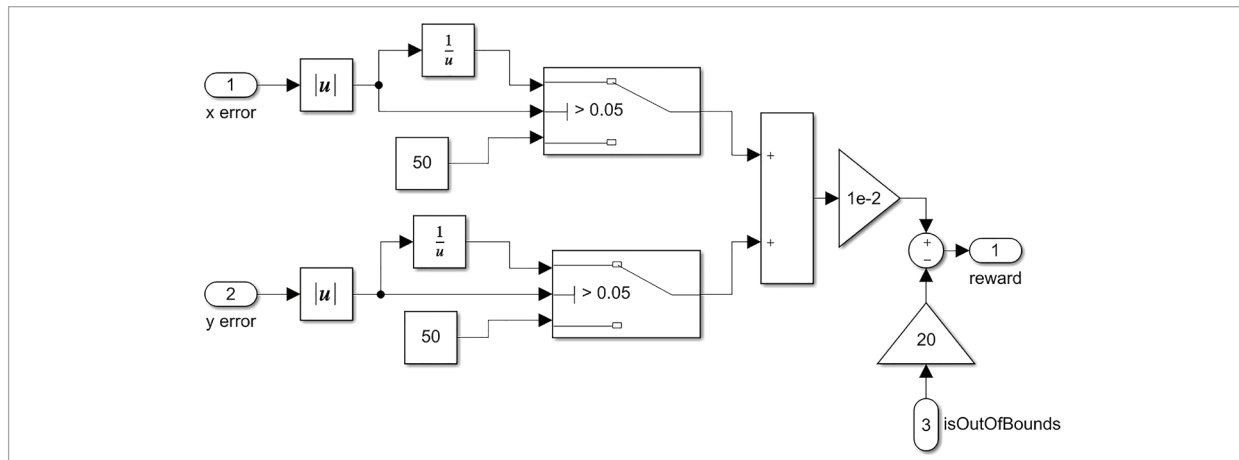 1
x error
|u|
1
u
> 0.05
50
+
+
1e-2
+
−
1
reward
2
y error
|u|
1
u
> 0.05
50
20
3
isOutOfBounds